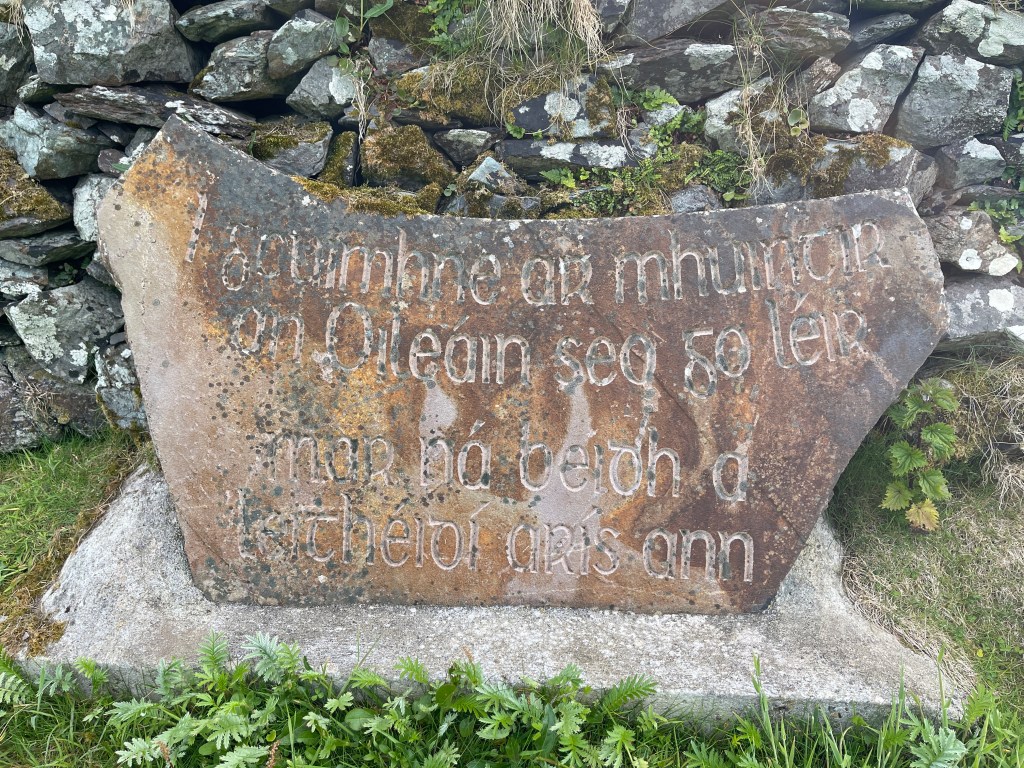 I gcuimhne ar mhuintir
an Oileáin seo go léir
mar ná beidh á
leithéidí arís ann